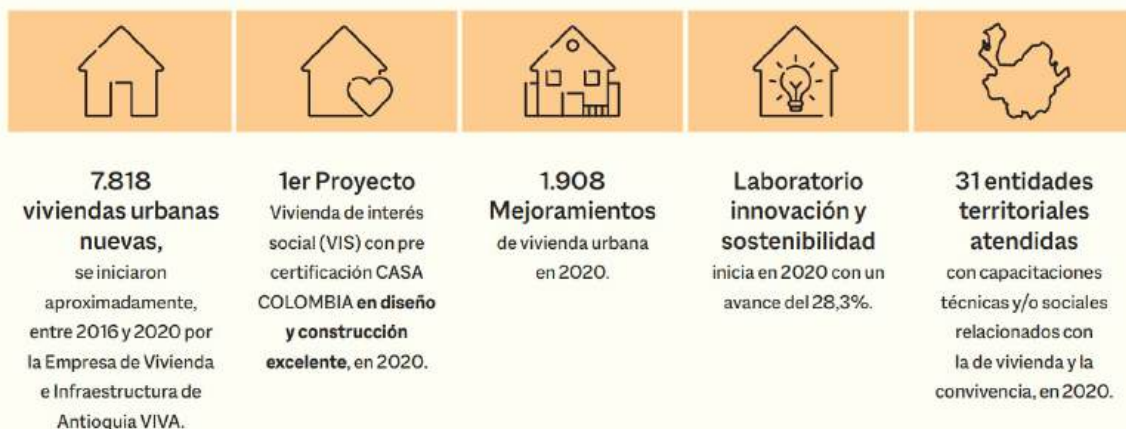 7.818
viviendas urbanas
nuevas,
se iniciaron
aproximadamente,
entre 2016 y 2020 por
la Empresa de Vivienda
e Infraestructura de
Antioquia VIVA.
1er Proyecto
Vivienda de interés
social (VIS) con pre
certificación CASA
COLOMBIA en diseño
y construcción
excelente, en 2020.
1.908
Mejoramientos
de vivienda urbana
en 2020.
Laboratorio
innovación y
sostenibilidad
inicia en 2020 con un
avance del 28,3%.
31 entidades
territoriales
atendidas
con capacitaciones
técnicas y/o sociales
relacionados con
la de vivienda y la
convivencia, en 2020.